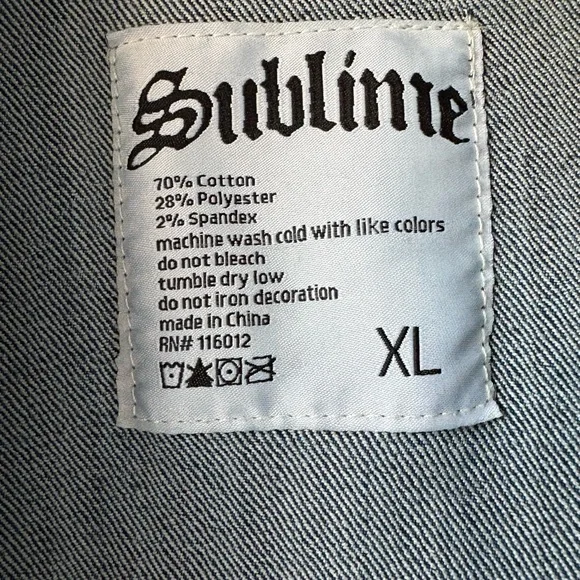 Sublime
70% Cotton
28% Polyester
2% Spandex
machine wash cold with like colors
do not bleach
tumble dry low
do not iron decoration
made in China
RN# 116012
XL